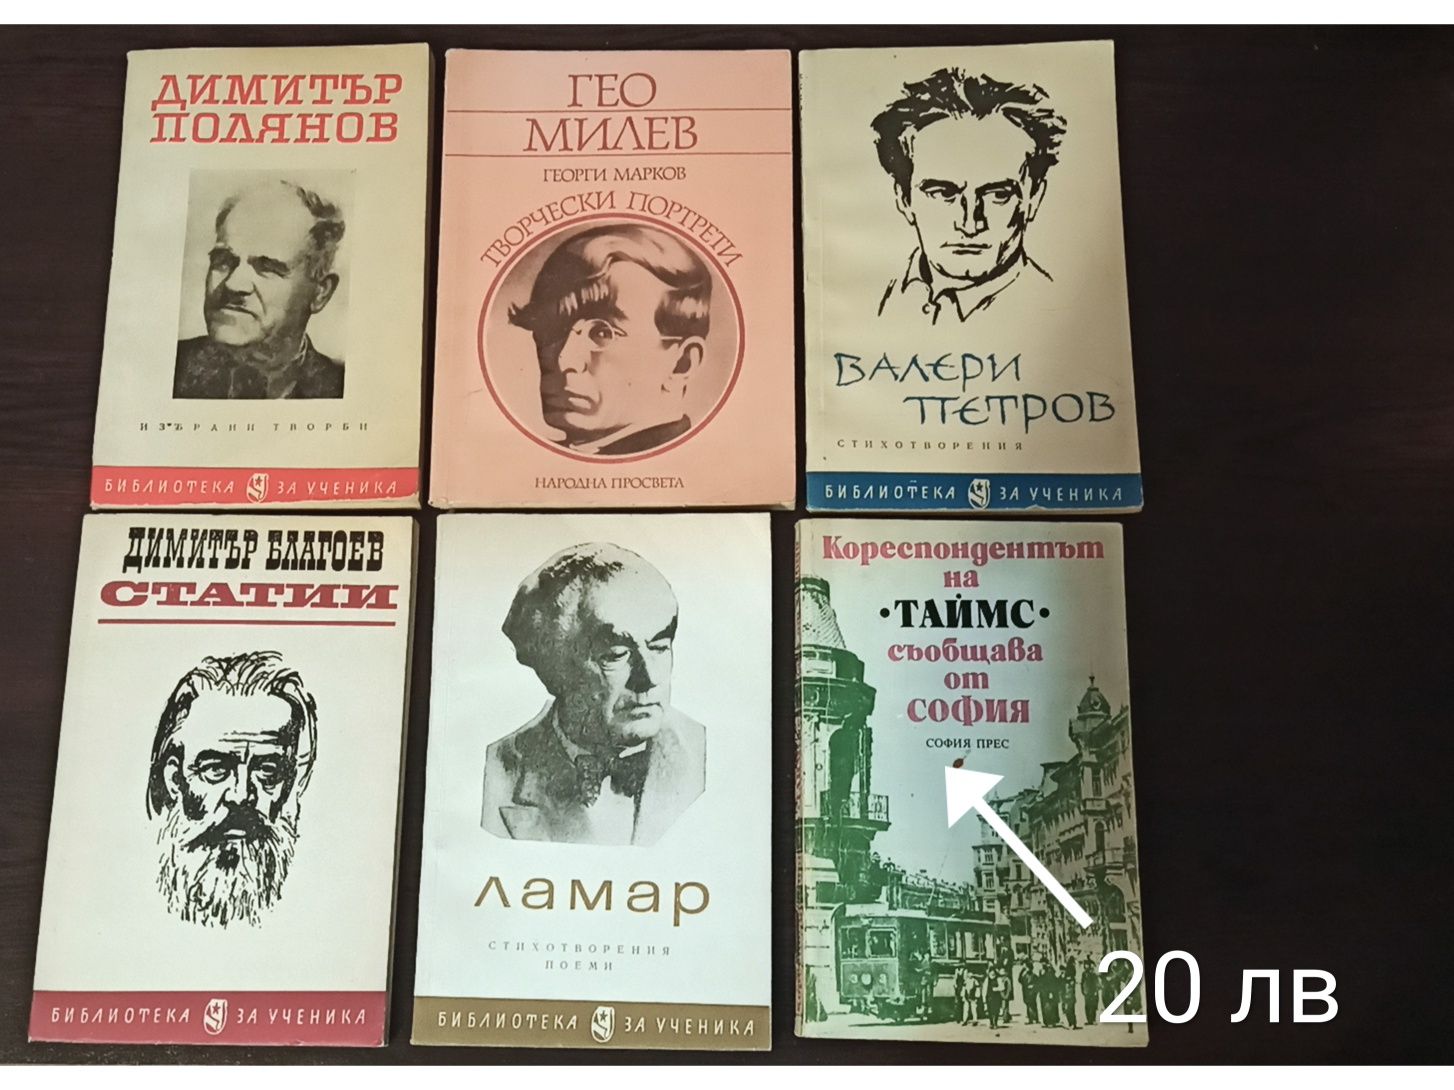 ДИМИТЪР
ПОЛЯНОВ
ИЗБРАНИ ТВОРБИ
БИБЛИОТЕКА ЗА УЧЕНИКА
ГЕО
МИЛЕВ
ГЕОРГИ МАРКОВ
ТВОРЧЕСКИ ПОРТРЕТИ
НАРОДНА ПРОСВЕТА
ВАЛЕРИ
ПЕТРОВ
СТИХОТВОРЕНИЯ
БИБЛИОТЕКА ЗА УЧЕНИКА
ДИМИТЪР БЛАГОЕВ
СТАТИИ
БИБЛИОТЕКА ЗА УЧЕНИКА
Ламар
СТИХОТВОРЕНИЯ
ПОЕМИ
БИБЛИОТЕКА ЗА УЧЕНИКА
Кореспондентът
на
•ТАЙМС•
съобщава
от
СОФИЯ
СОФИЯ ПРЕС
303
20 лв